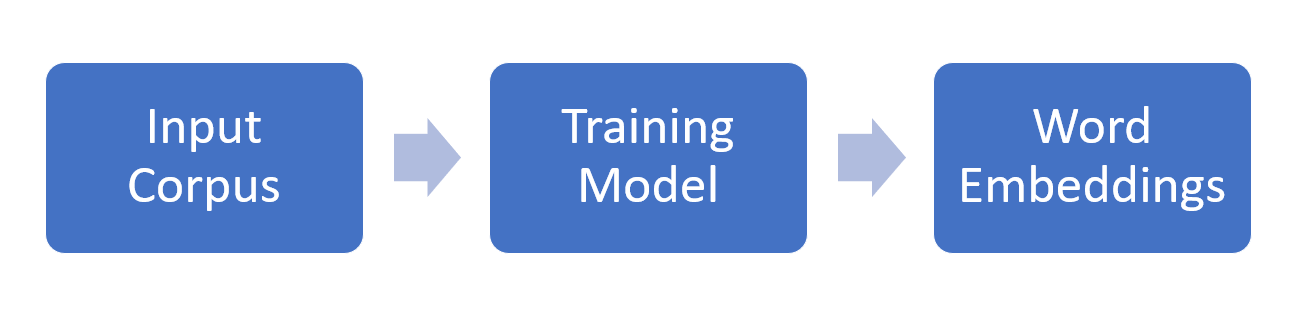 Input
Corpus
Training
Model
Word
Embeddings